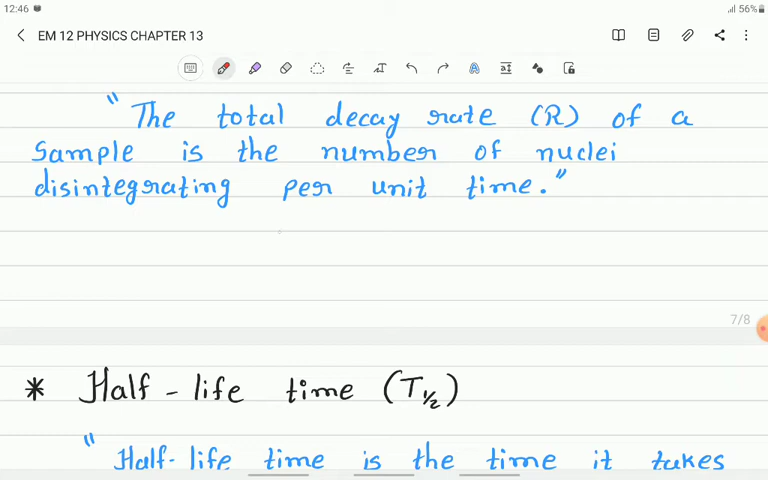 12:46 56%
EM 12 PHYSICS CHAPTER 13
" The total decay rate (R) of a
Sample is the number of nuclei
disintegrating per unit time."
7/8
* Half-life time (T½)
" Half-life time is the time it takes